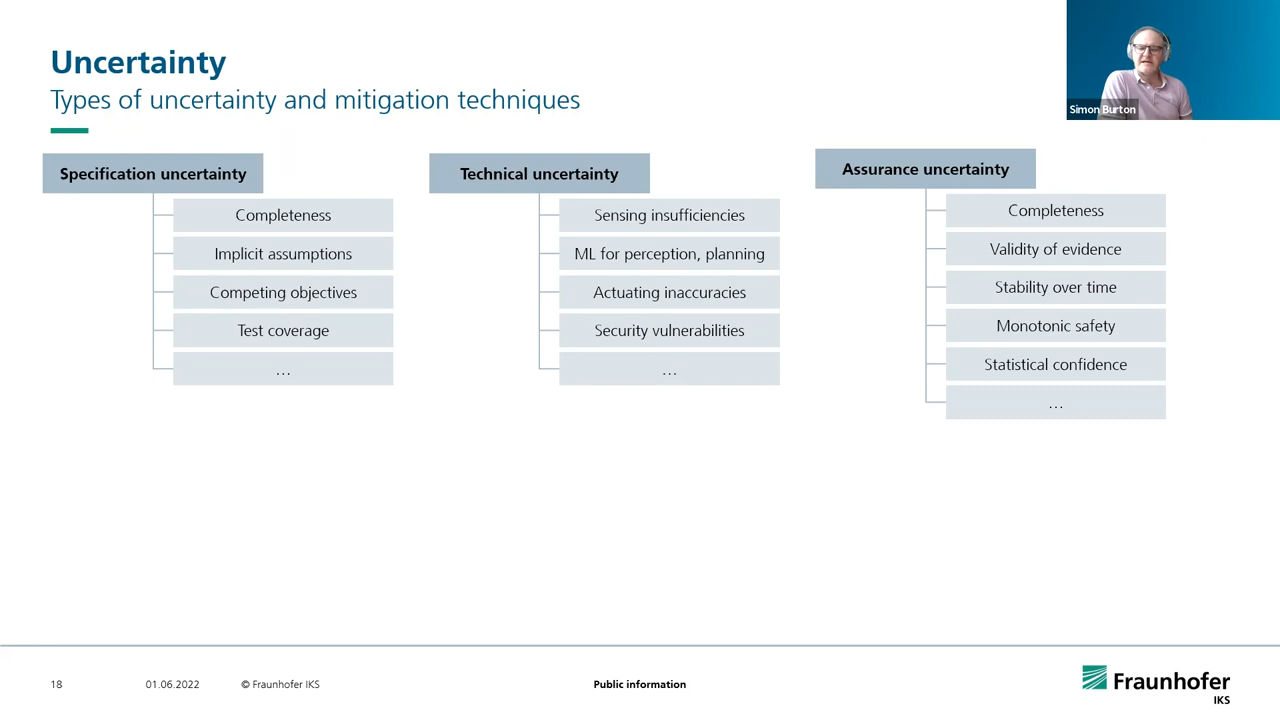 Uncertainty
Types of uncertainty and mitigation techniques
Simon Burton
Specification uncertainty
Completeness
Implicit assumptions
Competing objectives
Test coverage
…
Technical uncertainty
Sensing insufficiencies
ML for perception, planning
Actuating inaccuracies
Security vulnerabilities
…
Assurance uncertainty
Completeness
Validity of evidence
Stability over time
Monotonic safety
Statistical confidence
…
18
01.06.2022
© Fraunhofer IKS
Public information
Fraunhofer
IKS